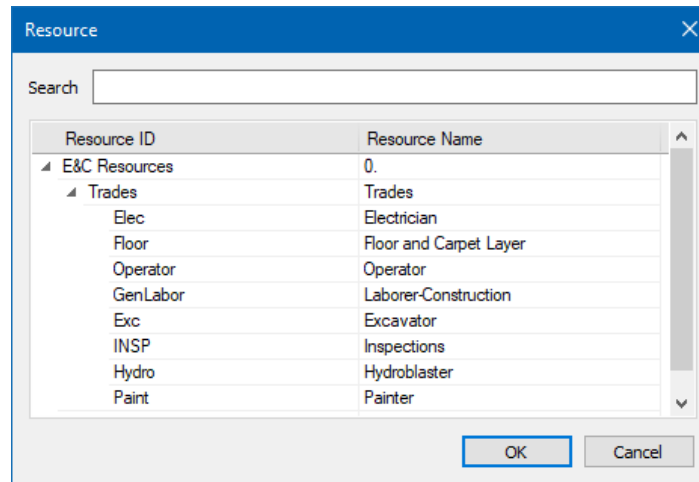 Resource
Search
Resource ID Resource Name
E&C Resources 0.
Trades Trades
Elec Electrician
Floor Floor and Carpet Layer
Operator Operator
GenLabor Laborer-Construction
Exc Excavator
INSP Inspections
Hydro Hydroblaster
Paint Painter
OK Cancel